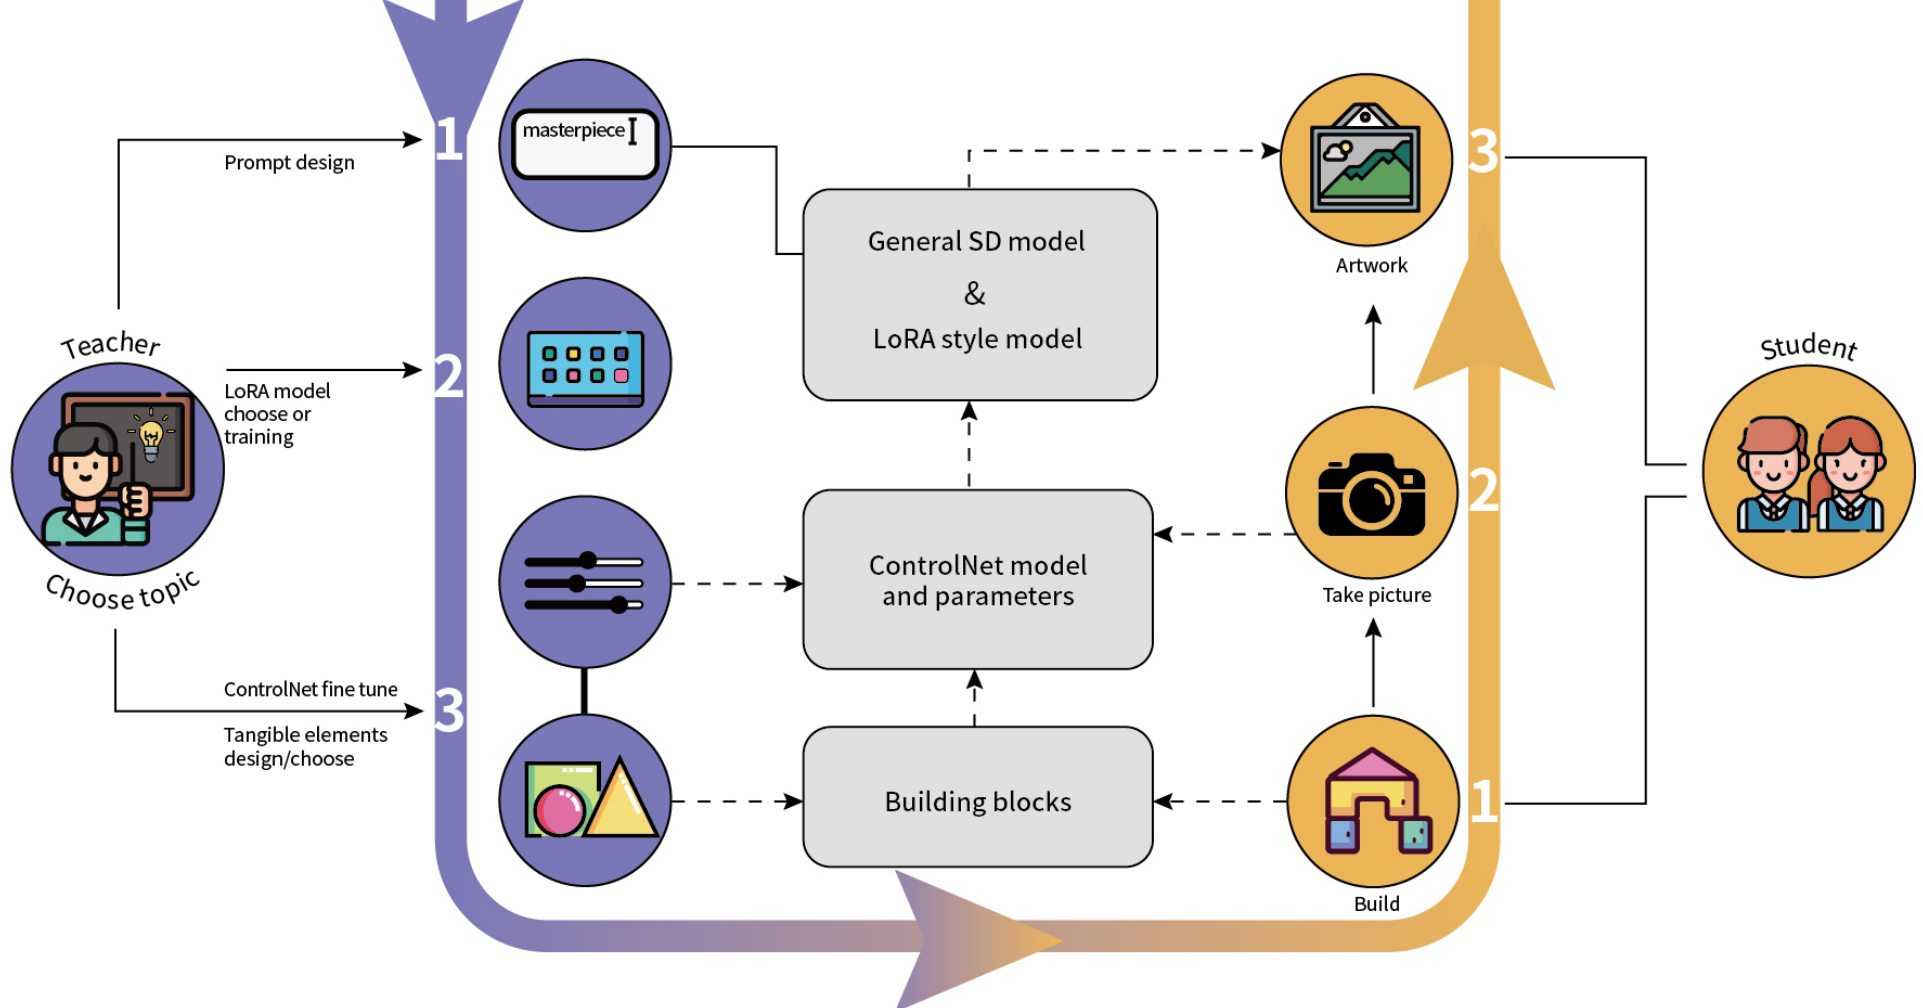 1
Prompt design
masterpiece
Teacher
Choose topic
2
LoRA model
choose or
training
3
ControlNet fine tune
Tangible elements
design/choose
General SD model
&
LoRA style model
ControlNet model
and parameters
Building blocks
3
Artwork
2
Take picture
1
Build
Student